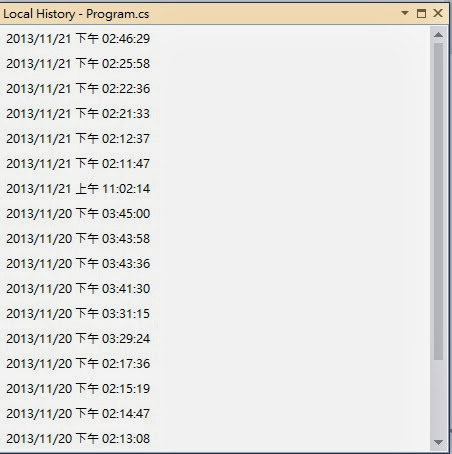 Local History - Program.cs
2013/11/21 下午 02:46:29
2013/11/21 下午 02:25:58
2013/11/21 下午 02:22:36
2013/11/21 下午 02:21:33
2013/11/21 下午 02:12:37
2013/11/21 下午 02:11:47
2013/11/21 上午 11:02:14
2013/11/20 下午 03:45:00
2013/11/20 下午 03:43:58
2013/11/20 下午 03:43:36
2013/11/20 下午 03:41:30
2013/11/20 下午 03:31:15
2013/11/20 下午 03:29:24
2013/11/20 下午 02:17:36
2013/11/20 下午 02:15:19
2013/11/20 下午 02:14:47
2013/11/20 下午 02:13:08